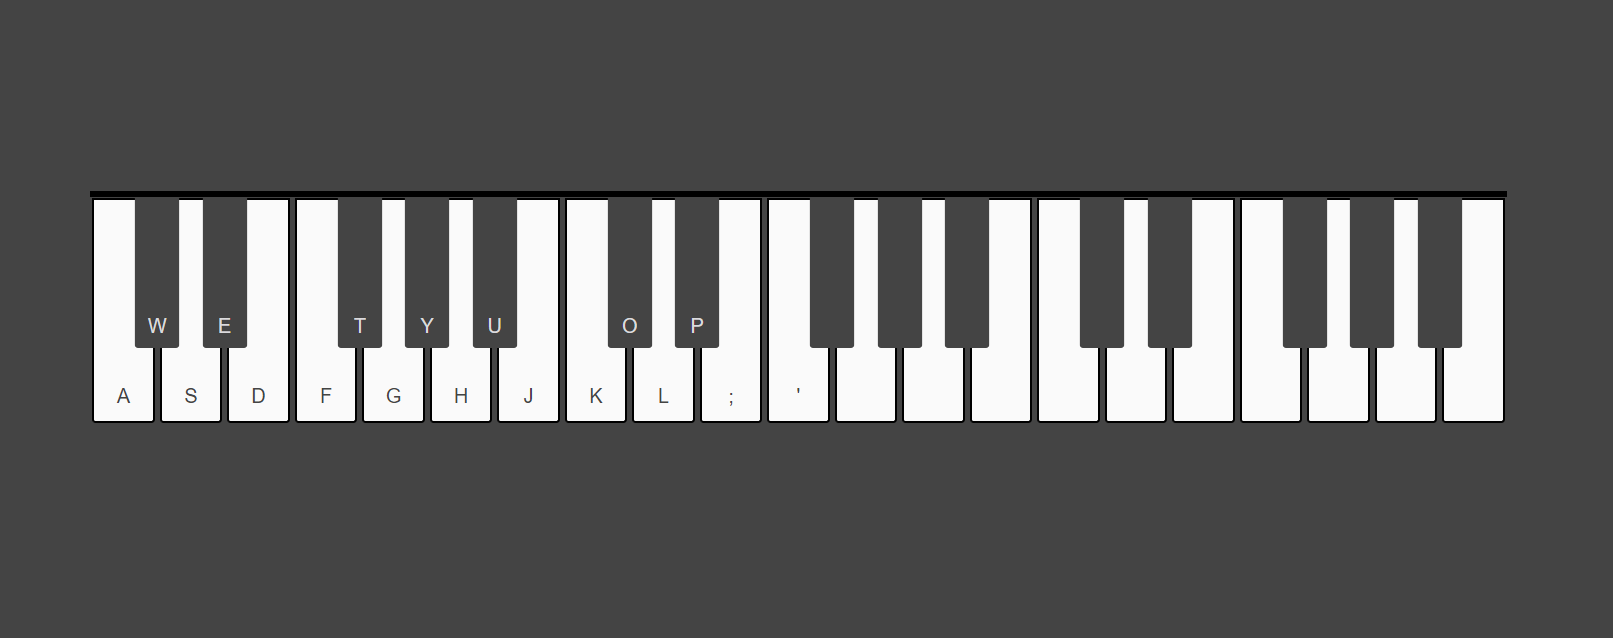 W E T Y U O P
A S D F G H J K L ; '